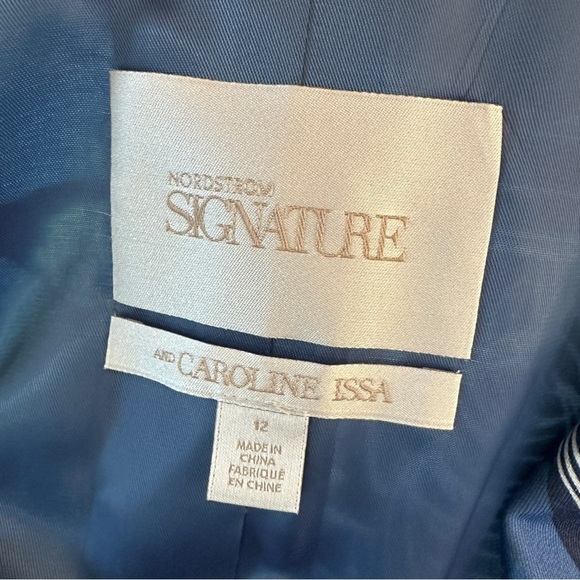 NORDSTROM
SIGNATURE
AND CAROLINE ISSA
12
MADE IN
CHINA
FABRIQUÉ
EN CHINE